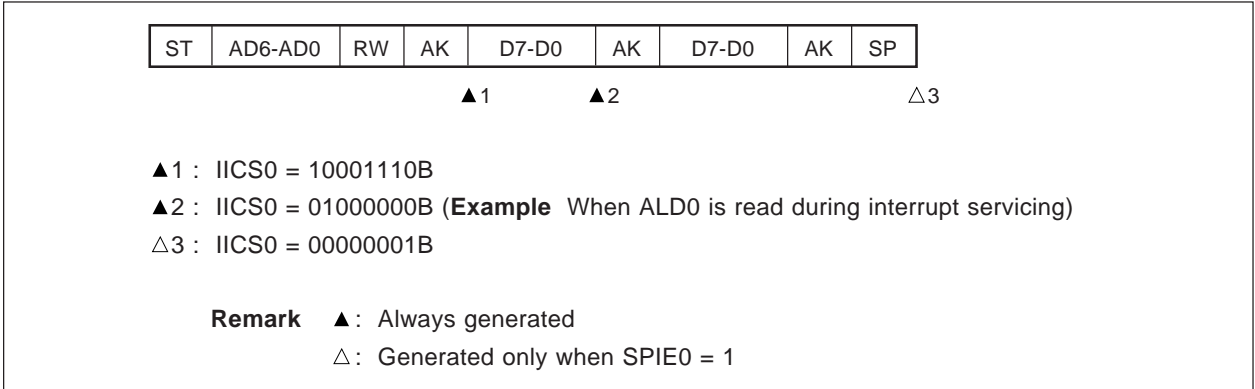 ST AD6-AD0 RW AK D7-D0 AK D7-D0 AK SP
▲1 ▲2 △3
▲1 : IICS0 = 10001110B
▲2 : IICS0 = 01000000B (Example When ALD0 is read during interrupt servicing)
△3 : IICS0 = 00000001B
Remark ▲: Always generated
△: Generated only when SPIE0 = 1